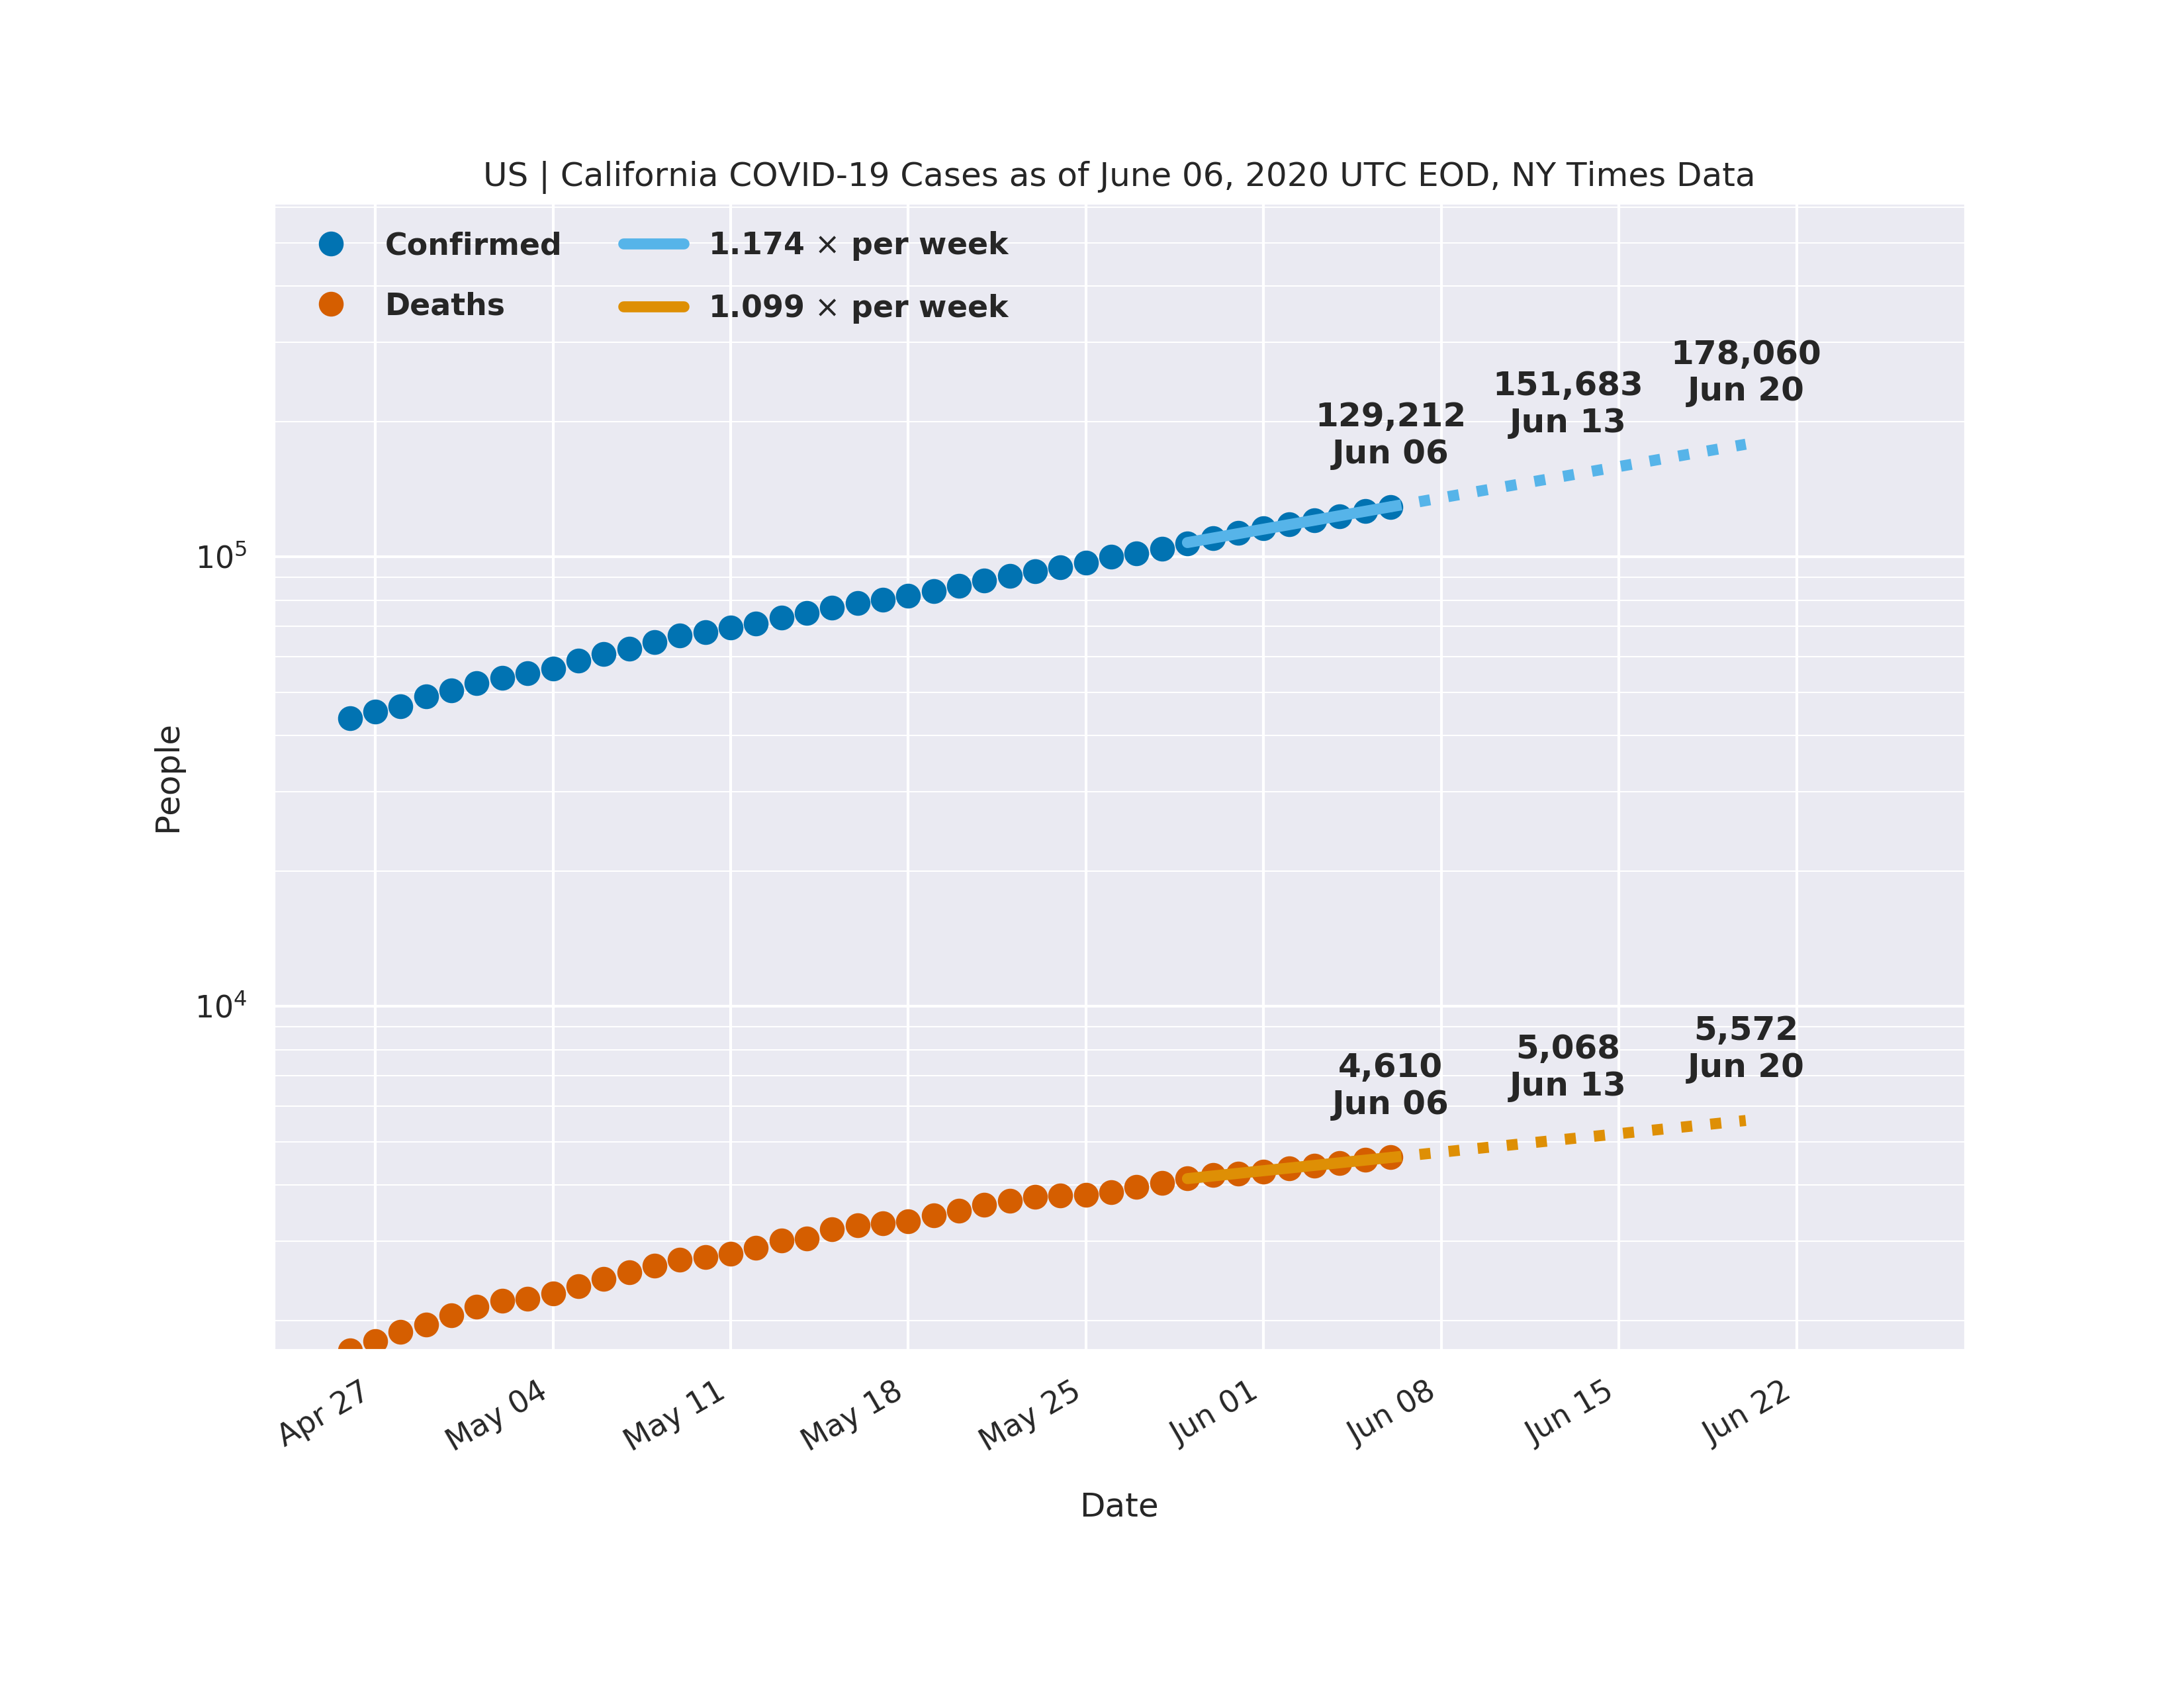 US | California COVID-19 Cases as of June 06, 2020 UTC EOD, NY Times Data
Confirmed
Deaths
1.174 × per week
1.099 × per week
178,060
Jun 20
151,683
Jun 13
129,212
Jun 06
10⁵
People
10⁴
5,572
Jun 20
5,068
Jun 13
4,610
Jun 06
Apr 27
May 04
May 11
May 18
May 25
Jun 01
Jun 08
Jun 15
Jun 22
Date